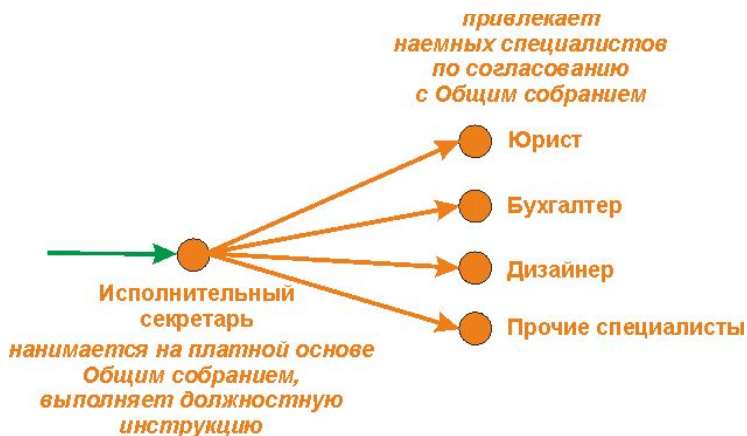 привлекает
наемных специалистов
по согласованию
с Общим собранием
Юрист
Бухгалтер
Дизайнер
Прочие специалисты
Исполнительный
секретарь
нанимается на платной основе
Общим собранием,
выполняет должностную
инструкцию